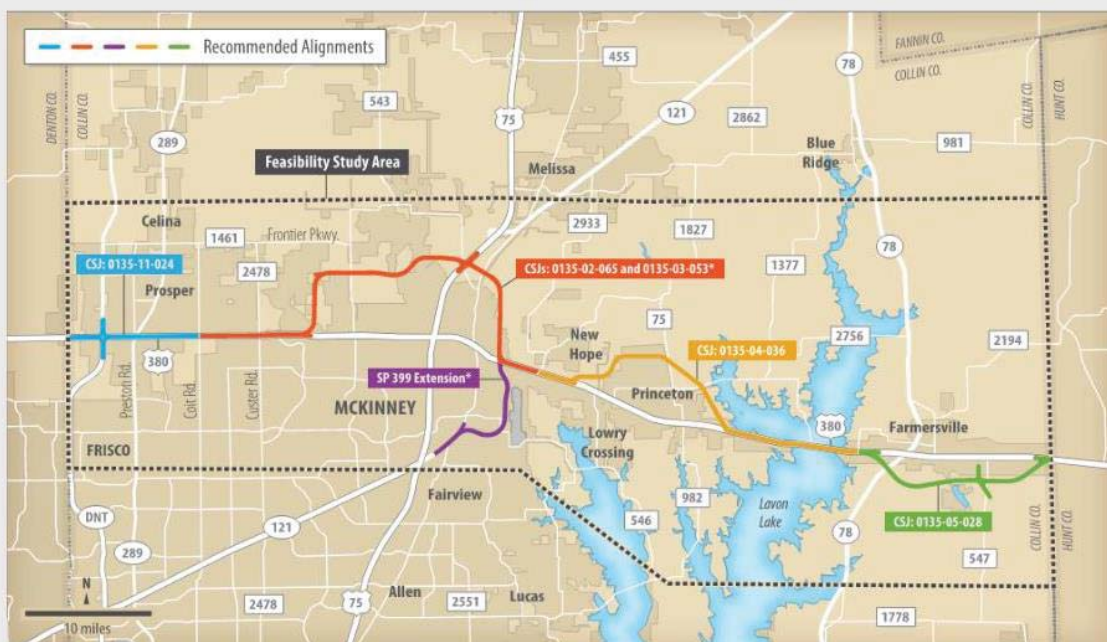 Recommended Alignments
FANNIN CO.
COLLIN CO.
DENTON CO.
COLLIN CO.
COLLIN CO.
HUNT CO.
455
78
543
121
75
2862
289
981
Blue
Ridge
Melissa
Feasibility Study Area
Celina
2933
1461
Frontier Pkwy.
1827
78
CSJ: 0135-11-024
2478
CSJs: 0135-02-065 and 0135-03-053*
1377
Prosper
75
New
Hope
2756
2194
380
CSJ: 0135-04-036
Preston Rd.
Coit Rd.
Custer Rd.
SP 399 Extension*
Princeton
MCKINNEY
380
Farmersville
Lowry
Crossing
FRISCO
Fairview
982
Lavon
Lake
DNT
121
546
78
CSJ: 0135-05-028
COLLIN CO.
HUNT CO.
289
547
N
Allen
2478
75
2551
Lucas
1778
10 miles